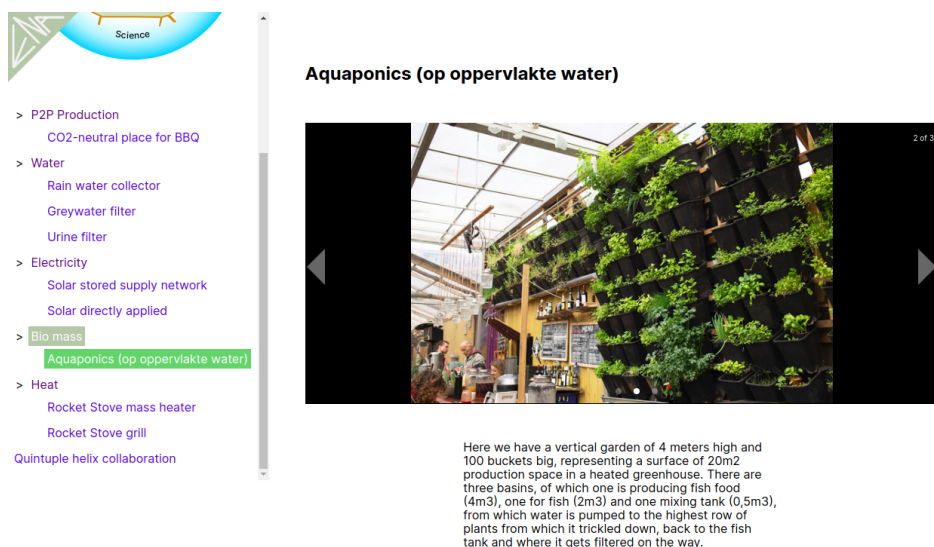 Science
ZNA
> P2P Production
CO2-neutral place for BBQ
> Water
Rain water collector
Greywater filter
Urine filter
> Electricity
Solar stored supply network
Solar directly applied
> Bio mass
Aquaponics (op oppervlakte water)
> Heat
Rocket Stove mass heater
Rocket Stove grill
Quintuple helix collaboration
Aquaponics (op oppervlakte water)
2 of 3
Here we have a vertical garden of 4 meters high and
100 buckets big, representing a surface of 20m2
production space in a heated greenhouse. There are
three basins, of which one is producing fish food
(4m3), one for fish (2m3) and one mixing tank (0,5m3),
from which water is pumped to the highest row of
plants from which it trickled down, back to the fish
tank and where it gets filtered on the way.